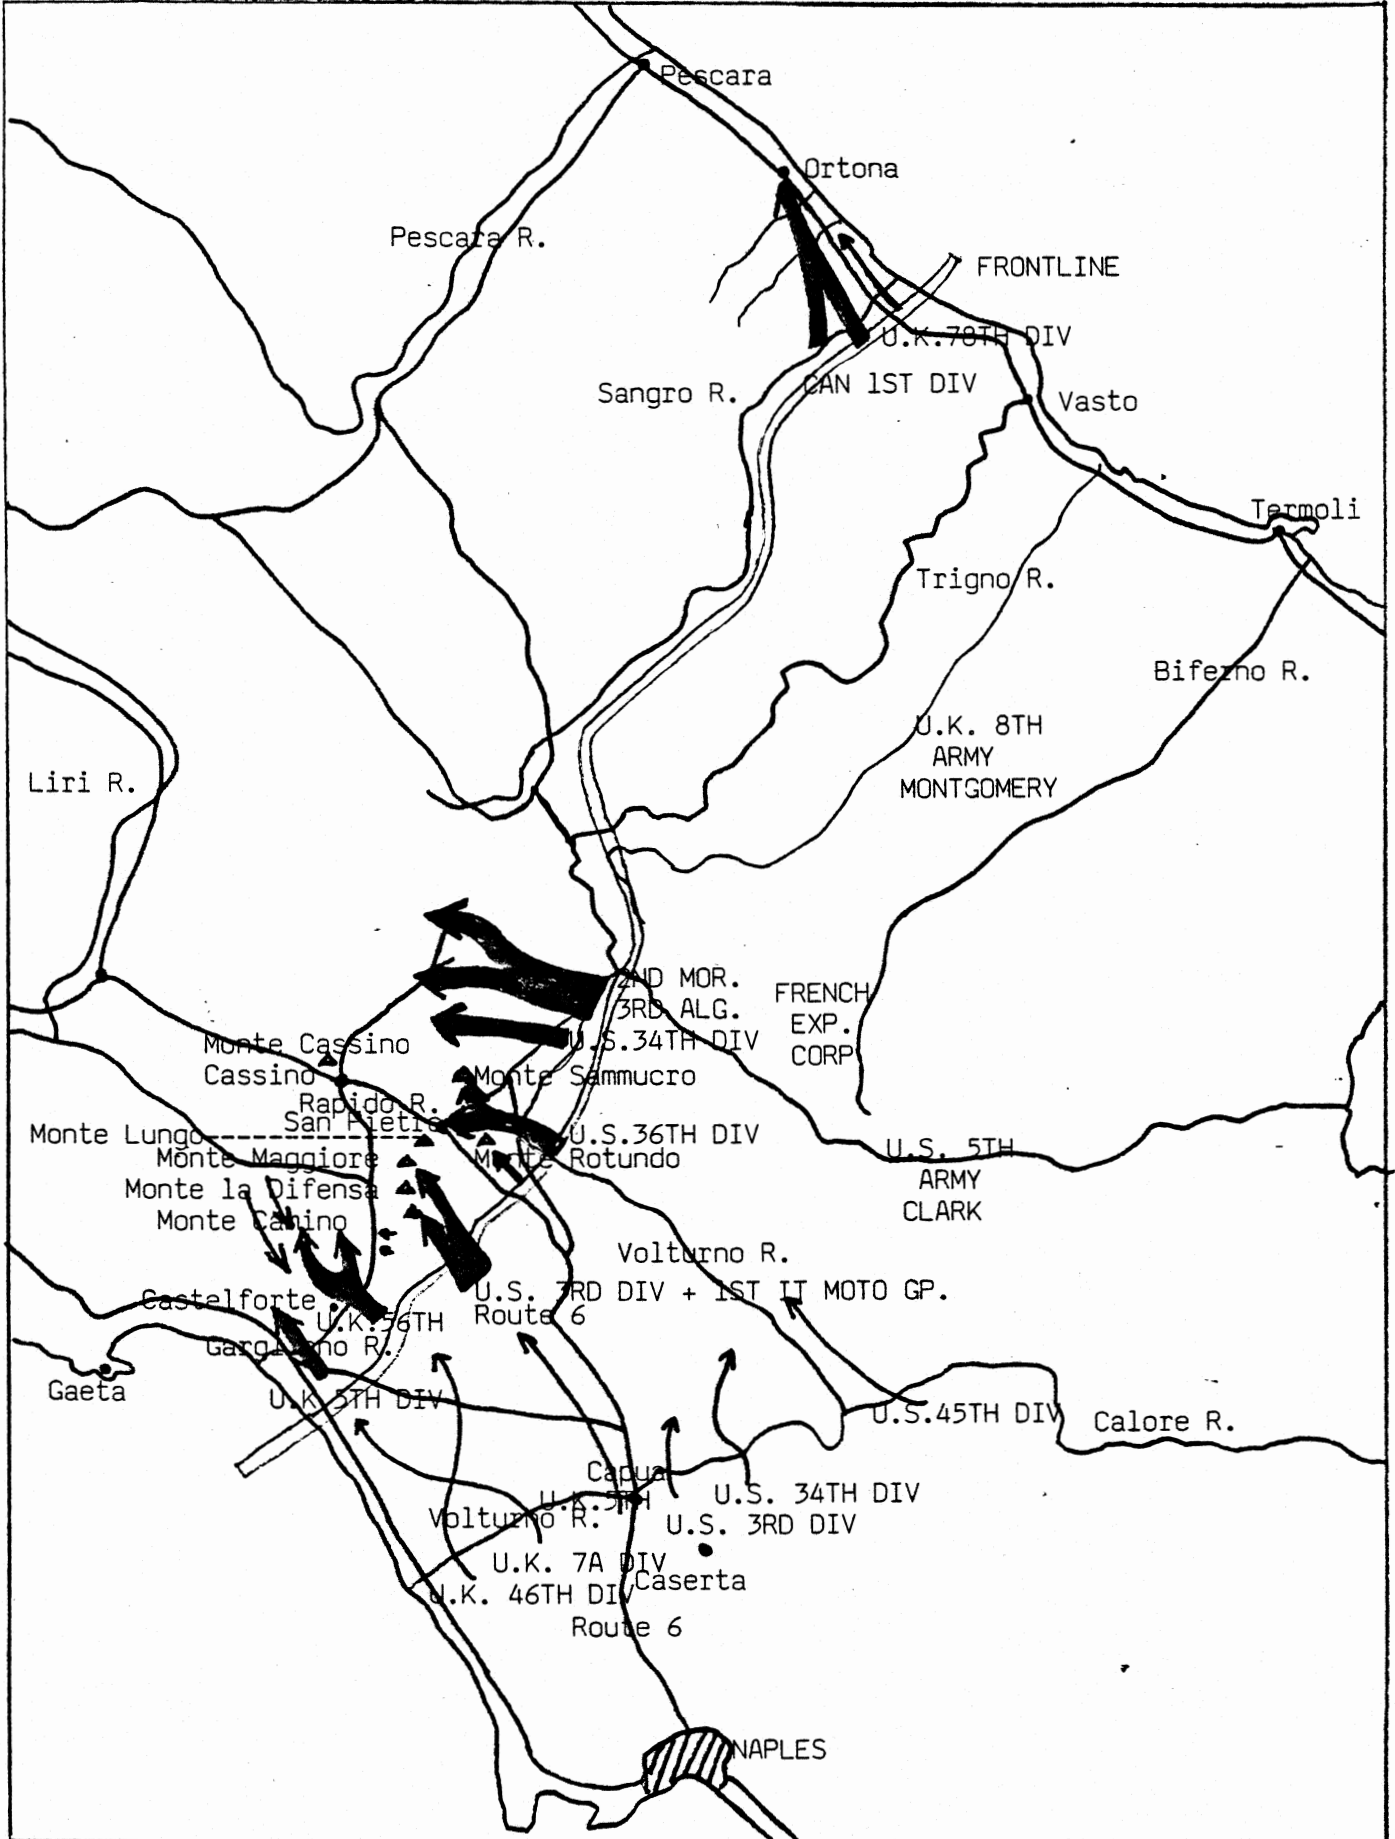 Pescara
Ortona
Pescara R.
FRONTLINE
U.K.78TH DIV
CAN 1ST DIV
Sangro R.
Vasto
Termoli
Trigno R.
Biferno R.
U.K. 8TH
ARMY
MONTGOMERY
Liri R.
2ND MOR.
3RD ALG.
FRENCH
EXP.
CORP
U.S.34TH DIV
Monte Cassino
Cassino
Monte Sammucro
Rapido R.
San Pietre
Monte Lungo
U.S.36TH DIV
Monte Maggiore
Monte Rotundo
U.S. 5TH
ARMY
CLARK
Monte la Difensa
Monte Camino
Volturno R.
U.S. 3RD DIV + 1ST IT MOTO GP.
Castelforte
Route 6
U.K.56TH
Gargliano R.
Gaeta
U.K 5TH DIV
U.S.45TH DIV
Calore R.
Capua
U.K.5TH
U.S. 34TH DIV
Volturno R.
U.S. 3RD DIV
U.K. 7A DIV
Caserta
U.K. 46TH DIV
Route 6
NAPLES